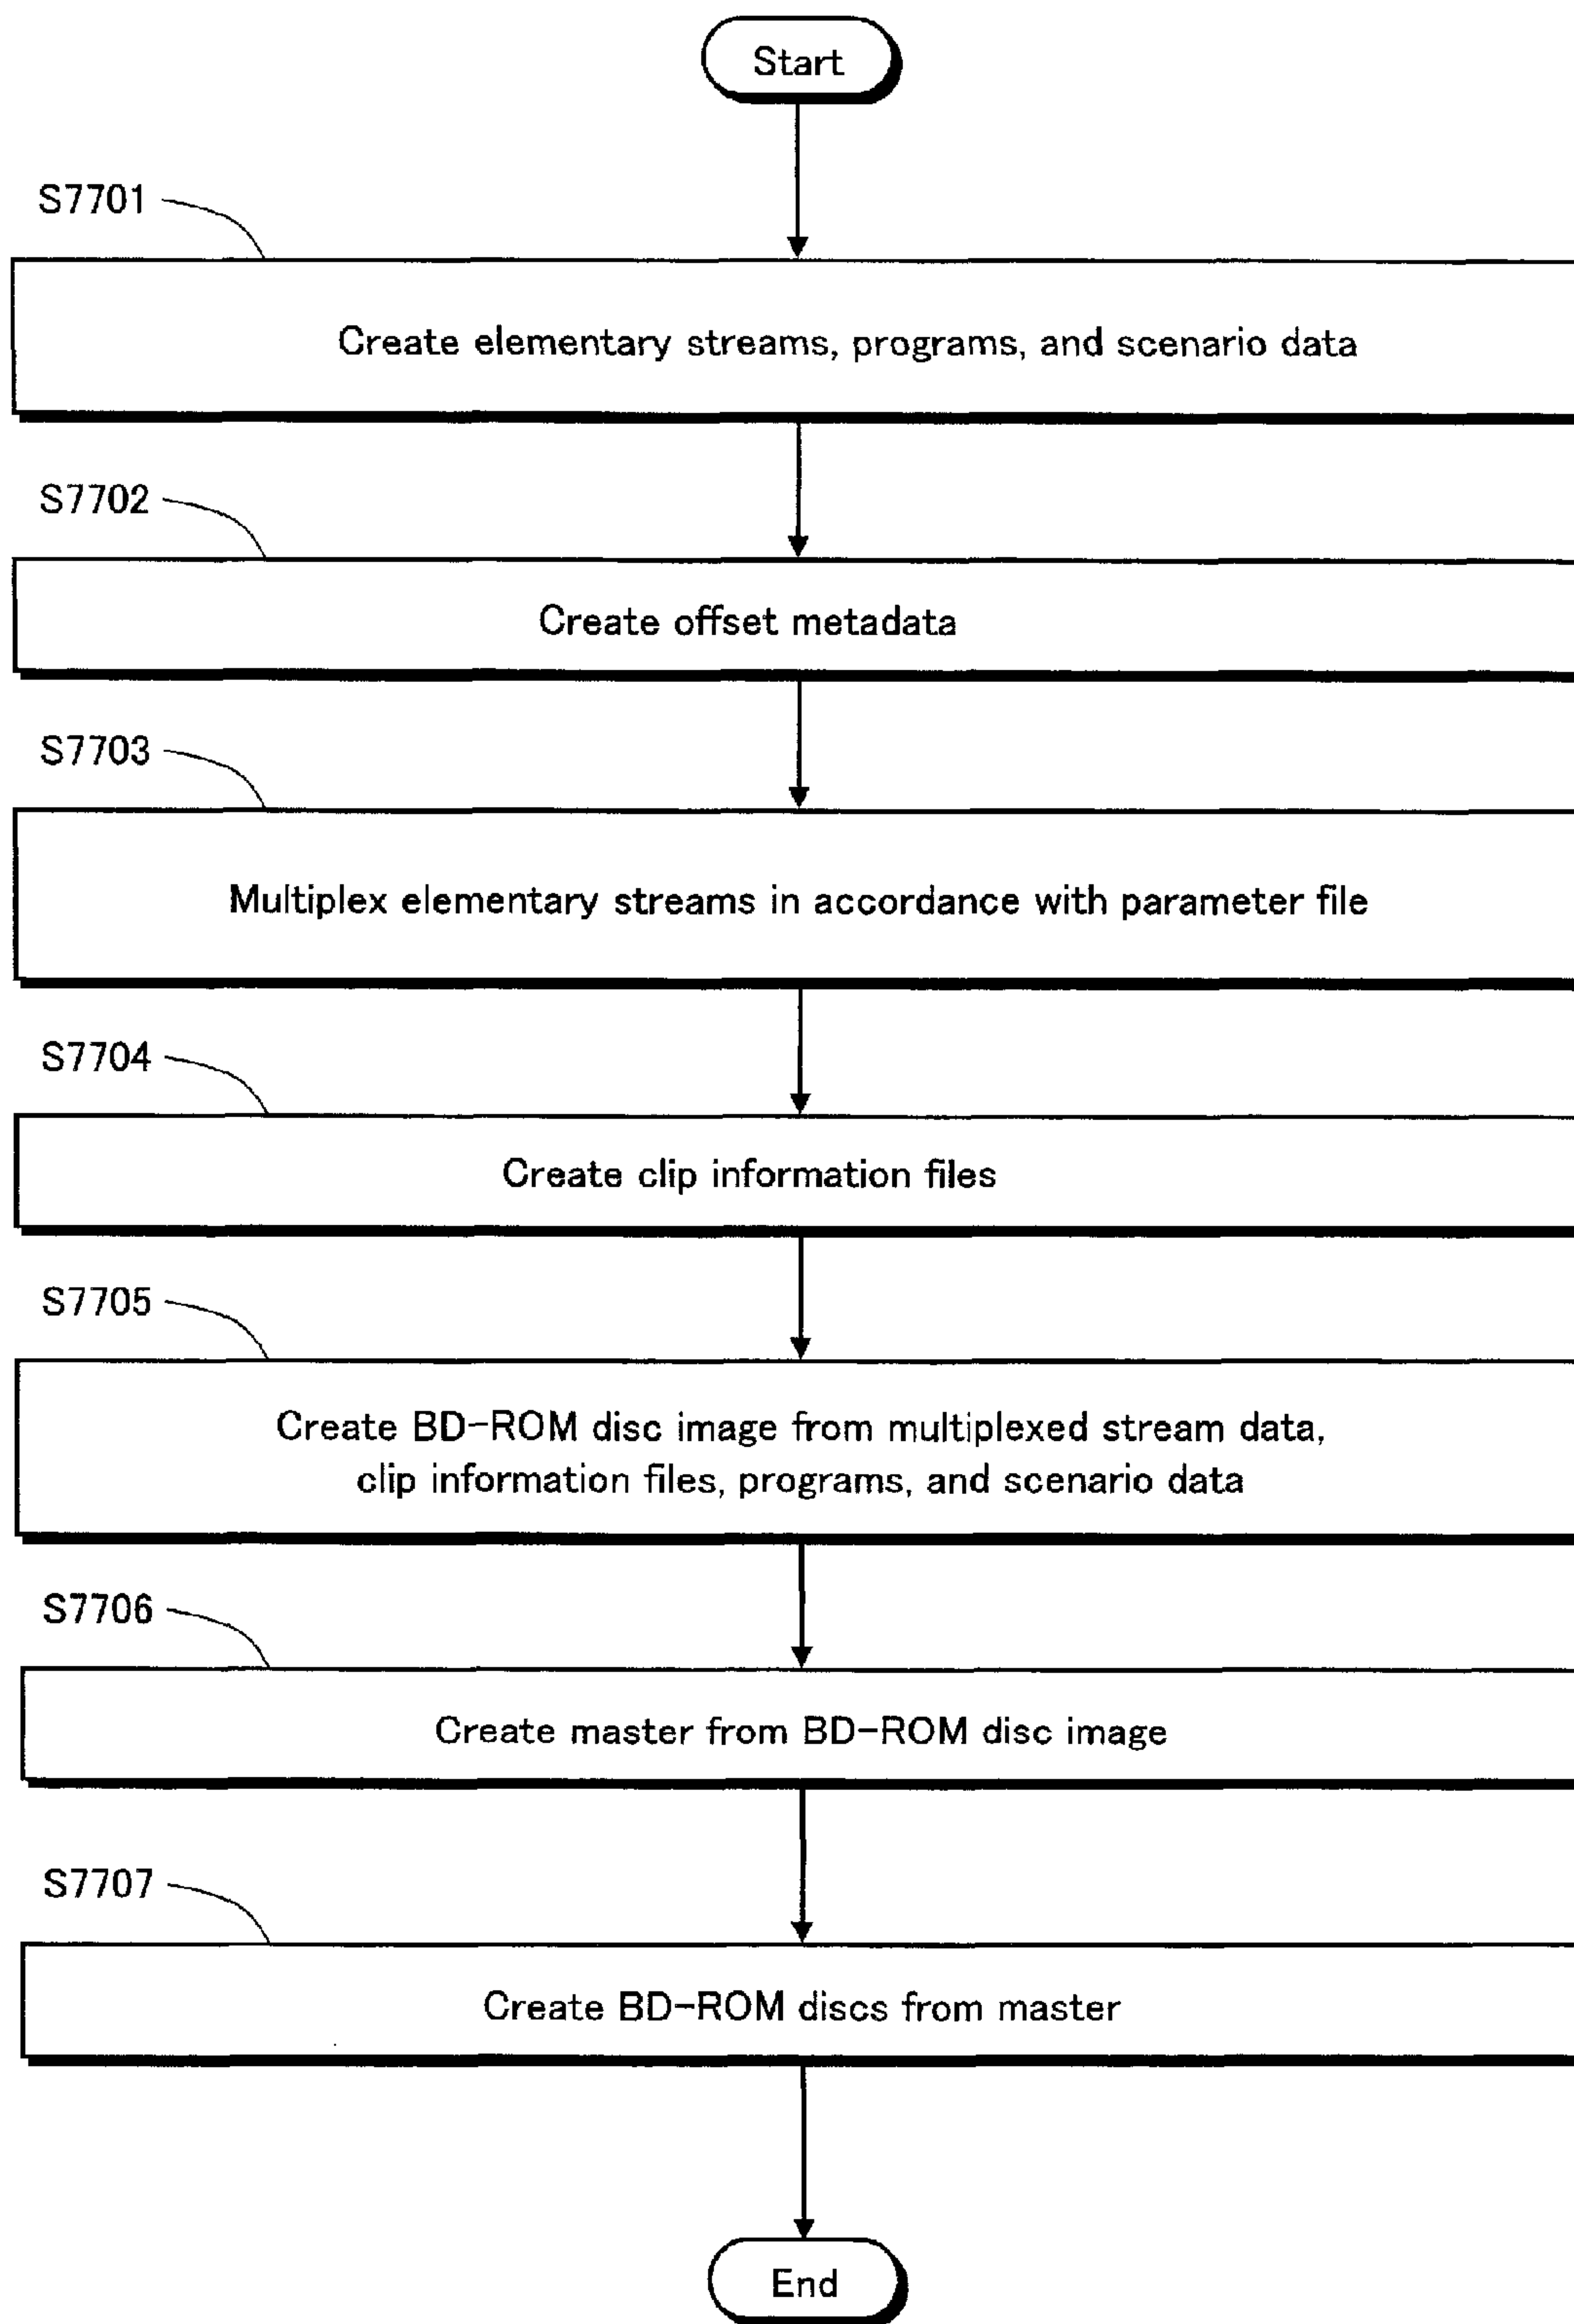 Start
S7701
Create elementary streams, programs, and scenario data
S7702
Create offset metadata
S7703
Multiplex elementary streams in accordance with parameter file
S7704
Create clip information files
S7705
Create BD-ROM disc image from multiplexed stream data,
clip information files, programs, and scenario data
S7706
Create master from BD-ROM disc image
S7707
Create BD-ROM discs from master
End